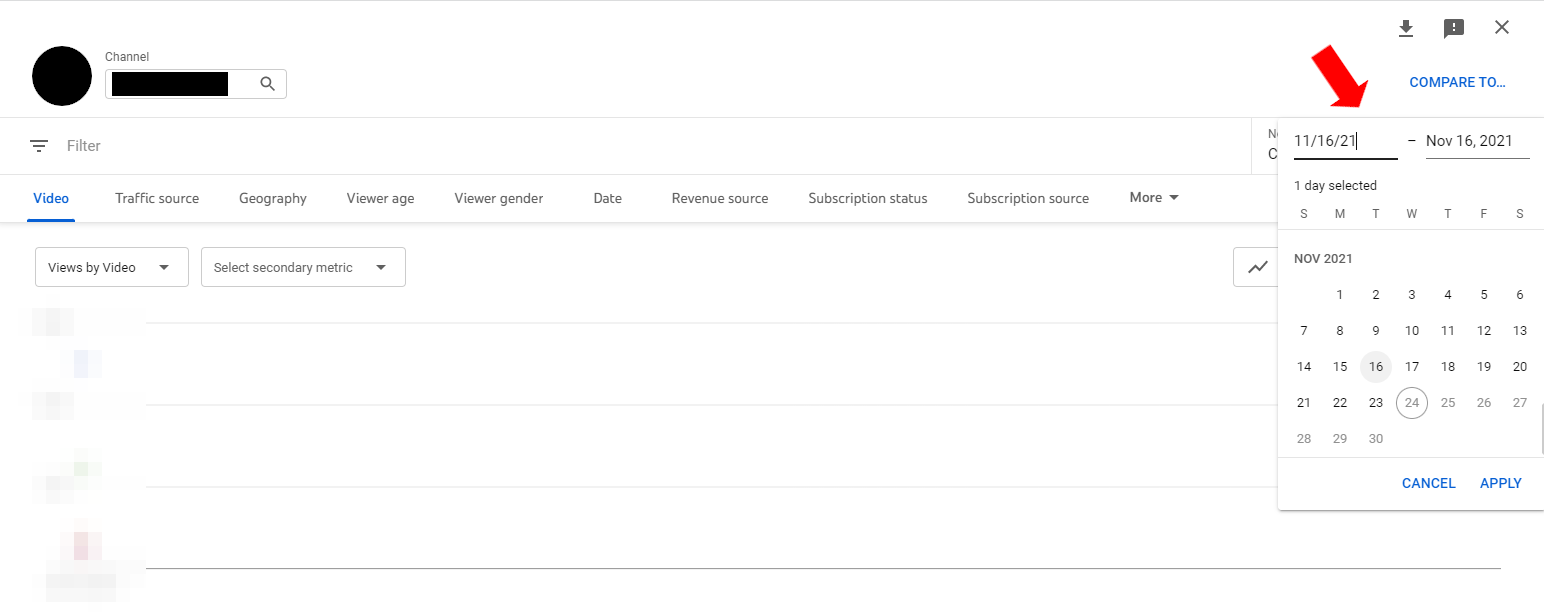 Channel
COMPARE TO...
Filter
11/16/21 – Nov 16, 2021
1 day selected
Video Traffic source Geography Viewer age Viewer gender Date Revenue source Subscription status Subscription source More
S M T W T F S
Views by Video Select secondary metric
NOV 2021
1 2 3 4 5 6
7 8 9 10 11 12 13
14 15 16 17 18 19 20
21 22 23 24 25 26 27
28 29 30
CANCEL APPLY